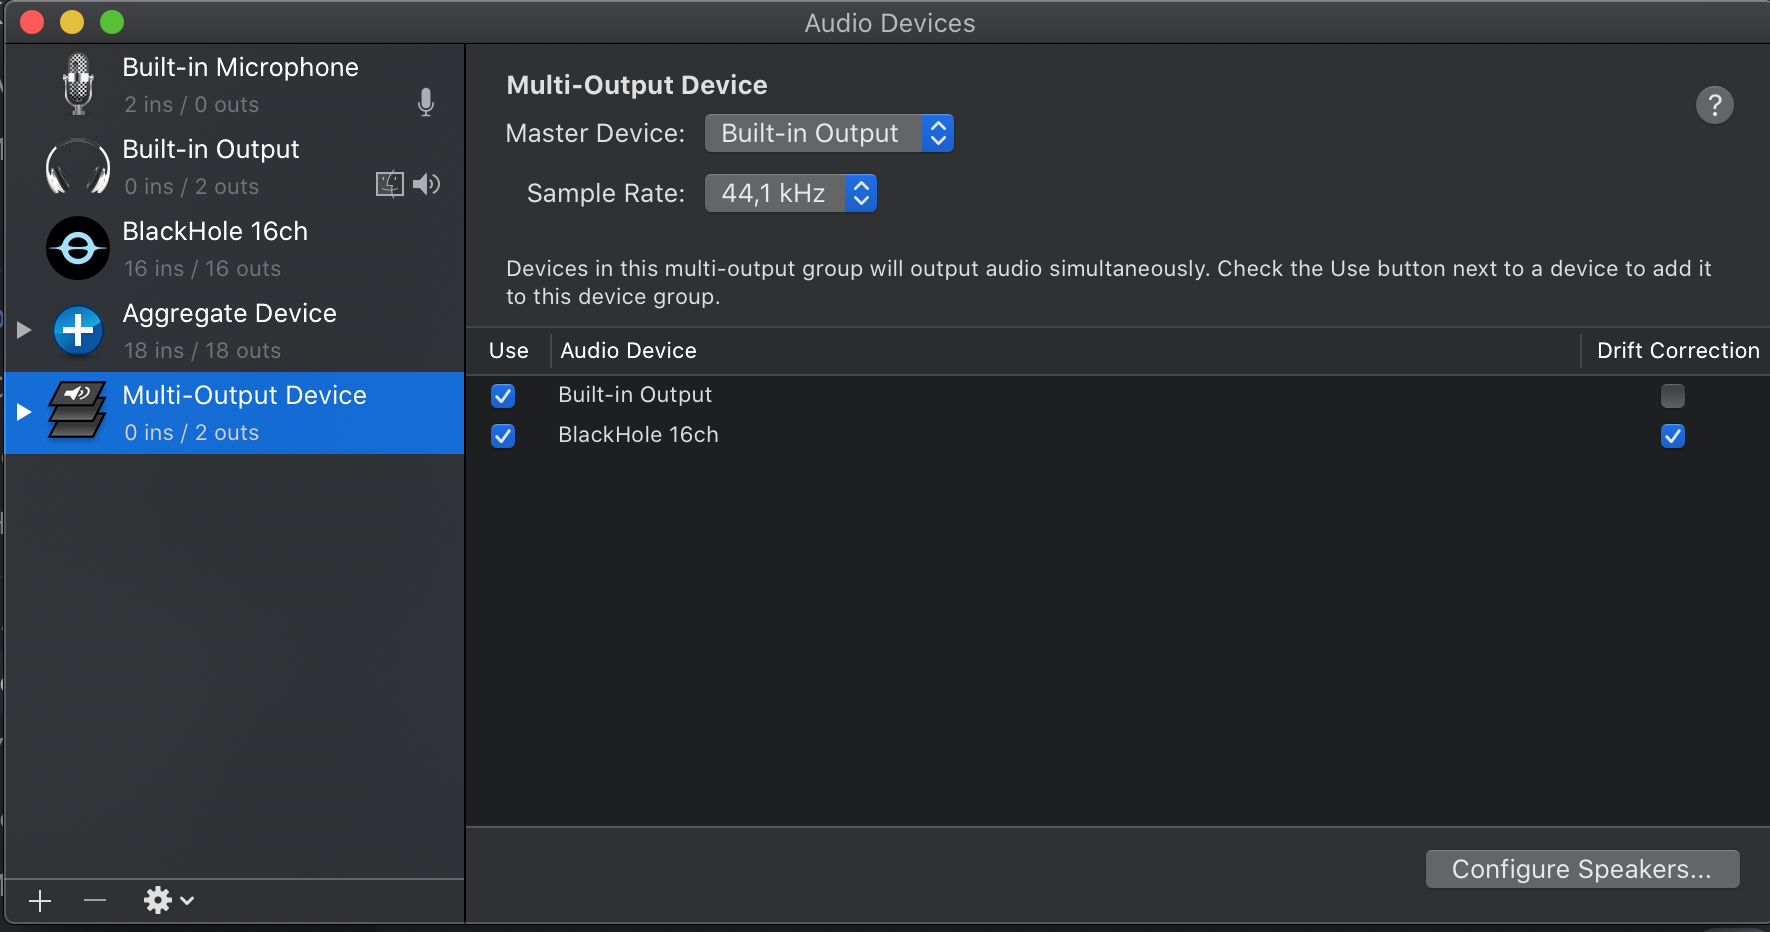 Audio Devices
Built-in Microphone
2 ins / 0 outs
Built-in Output
0 ins / 2 outs
BlackHole 16ch
16 ins / 16 outs
Aggregate Device
18 ins / 18 outs
Multi-Output Device
0 ins / 2 outs
Multi-Output Device
?
Master Device: Built-in Output
Sample Rate: 44,1 kHz
Devices in this multi-output group will output audio simultaneously. Check the Use button next to a device to add it
to this device group.
Use Audio Device Drift Correction
Built-in Output
BlackHole 16ch
Configure Speakers...